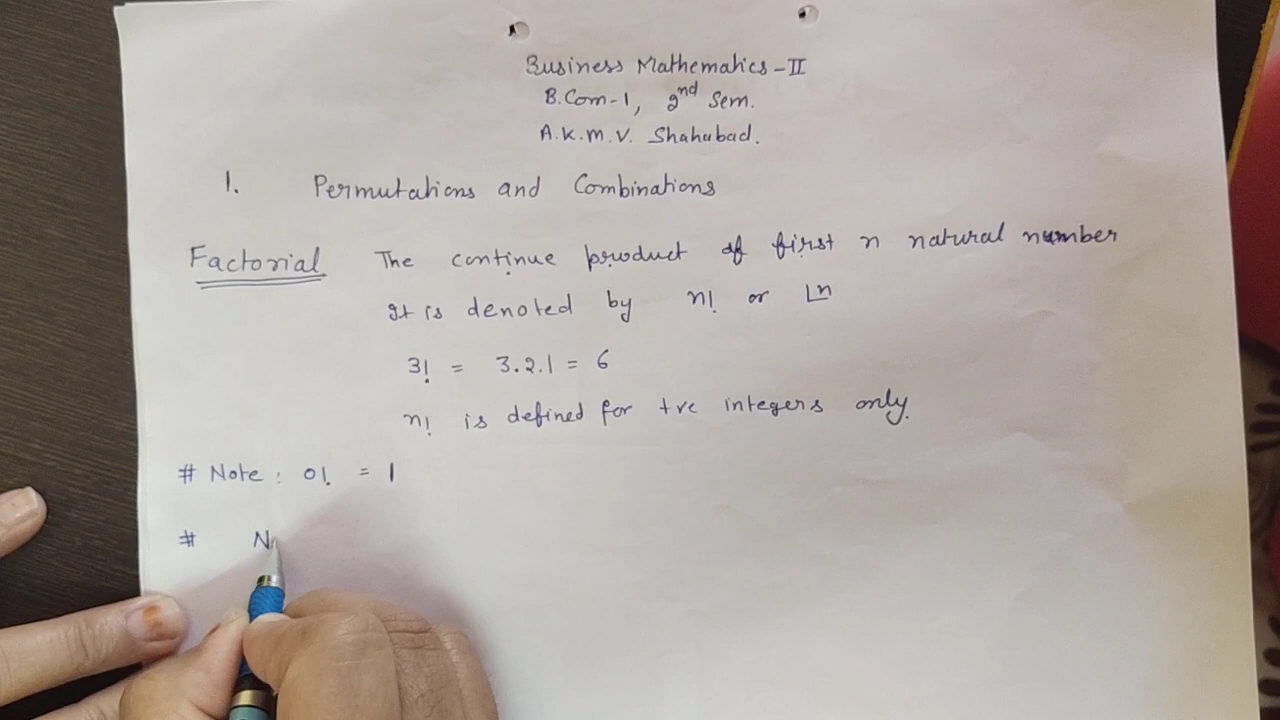 Business Mathematics - II
B.Com-1, 2nd Sem.
A.K.M.V. Shahabad.
1. Permutations and Combinations
Factorial The continue product of first n natural number
It is denoted by n! or ∟n
3! = 3.2.1 = 6
n! is defined for +ve integers only.
# Note : 0! = 1
# N